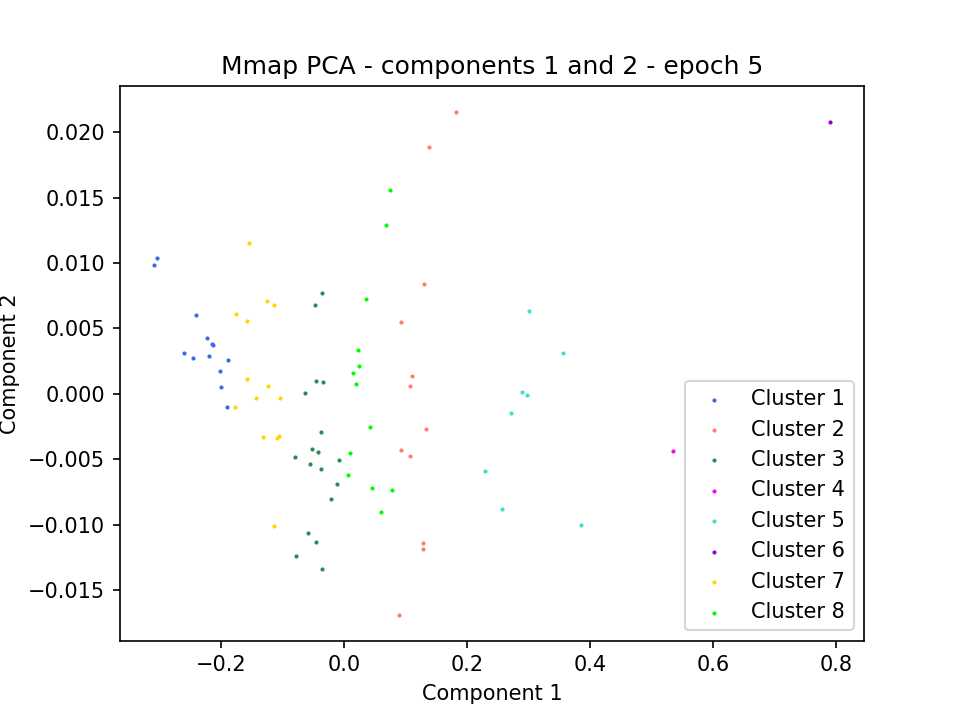 Mmap PCA - components 1 and 2 - epoch 5
0.020
0.015
0.010
0.005
0.000
−0.005
−0.010
−0.015
Component 2
−0.2
0.0
0.2
0.4
0.6
0.8
Component 1
Cluster 1
Cluster 2
Cluster 3
Cluster 4
Cluster 5
Cluster 6
Cluster 7
Cluster 8